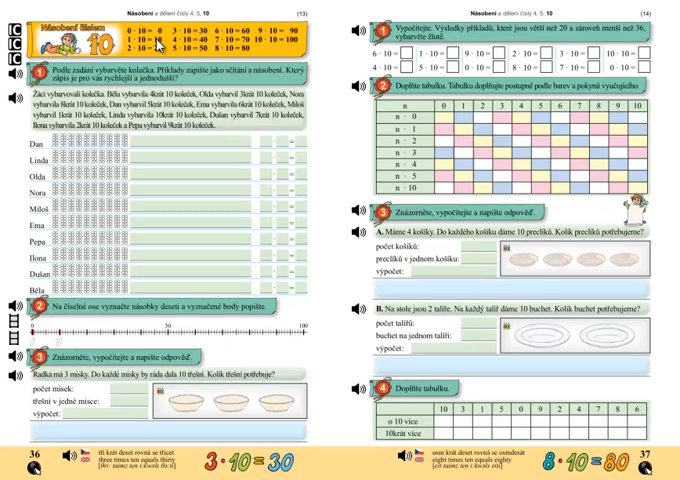 Násobení a dělení čísly 4, 5, 10
(13)
Násobení číslem
10
0 · 10 = 0 3 · 10 = 30 6 · 10 = 60 9 · 10 = 90
1 · 10 = 10 4 · 10 = 40 7 · 10 = 70 10 · 10 = 100
2 · 10 = 5 · 10 = 50 8 · 10 = 80
1 Podle zadání vybarvěte kolečka. Příklady zapište jako sčítání a násobení. Který
zápis je pro vás rychlejší a jednodušší?
Žáci vybarvovali kolečka. Běla vybarvila 4krát 10 koleček, Olda vybarvil 3krát 10 koleček, Nora
vybarvila 8krát 10 koleček, Dan vybarvil 5krát 10 koleček, Ema vybarvila 6krát 10 koleček, Miloš
vybarvil 1krát 10 koleček, Linda vybarvila 10krát 10 koleček, Dušan vybarvil 7krát 10 koleček,
Ilona vybarvila 2krát 10 koleček a Pepa vybarvil 9krát 10 koleček.
Dan · =
Linda · =
Olda · =
Nora · =
Miloš · =
Ema · =
Pepa · =
Ilona · =
Dušan · =
Běla · =
2 Na číselné ose vyznačte násobky deseti a vyznačené body popište.
0 50 100
3 Znázorněte, vypočítejte a napište odpověď.
Radka má 3 misky. Do každé misky by ráda dala 10 třešní. Kolik třešní potřebuje?
počet misek:
třešní v jedné misce:
výpočet:
36
tři krát deset rovná se třicet
three times ten equals thirty
3 · 10 = 30
Násobení a dělení čísly 4, 5, 10
(14)
1 Vypočítejte. Výsledky příkladů, které jsou větší než 20 a zároveň menší než 36,
vybarvěte žlutě.
6 · 10 = 1 · 10 = 9 · 10 = 2 · 10 = 3 · 10 = 10 · 10 =
4 · 10 = 5 · 10 = 0 · 10 = 8 · 10 = 7 · 10 = 0 · 10 =
2 Doplňte tabulku. Tabulku doplňujte postupně podle barev a pokynů vyučujícího.
n 0 1 2 3 4 5 6 7 8 9 10
n · 0
n · 1
n · 2
n · 3
n · 4
n · 5
n · 10
3 Znázorněte, vypočítejte a napište odpověď.
A. Máme 4 košíky. Do každého košíku dáme 10 preclíků. Kolik preclíků potřebujeme?
počet košíků:
preclíků v jednom košíku:
výpočet:
B. Na stole jsou 2 talíře. Na každý talíř dáme 10 buchet. Kolik buchet potřebujeme?
počet talířů:
buchet na jednom talíři:
výpočet:
4 Doplňte tabulku.
10 3 1 5 0 9 2 4 7 8 6
o 10 více
10krát více
osm krát deset rovná se osmdesát
eight times ten equals eighty
8 · 10 = 80
37